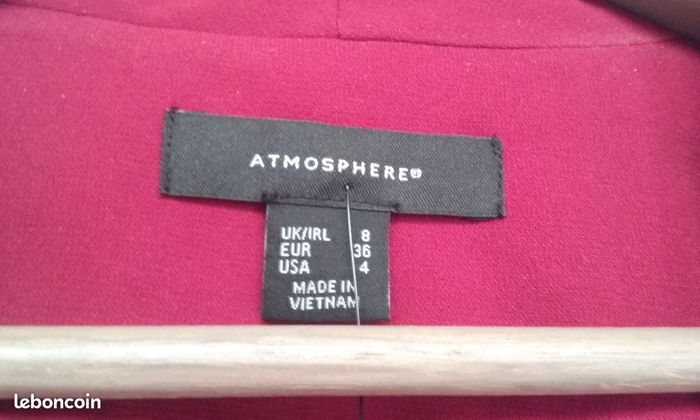 ATMOSPHERE®
UK/IRL 8
EUR 36
USA 4
MADE IN
VIETNAM
leboncoin